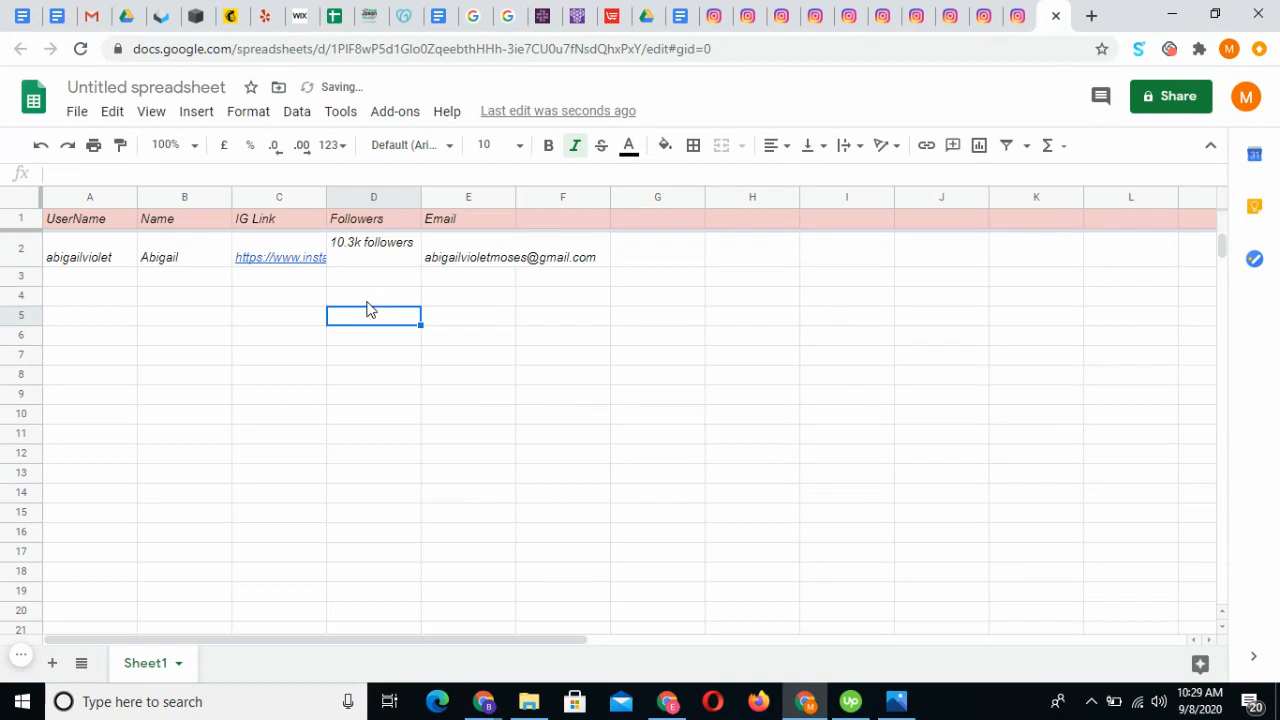 docs.google.com/spreadsheets/d/1PlF8wP5d1Glo0ZqeebthHHh-3ie7CU0u7fNsdQhxPxY/edit#gid=0
Untitled spreadsheet
Saving...
File Edit View Insert Format Data Tools Add-ons Help Last edit was seconds ago
Share
M
100% £ % .0 .00 123 Default (Ari... 10 B I S A
fx
A B C D E F G H I J K L
1 UserName Name IG Link Followers Email
2 abigailviolet Abigail https://www.insta 10.3k followers abigailvioletmoses@gmail.com
3
4
5
6
7
8
9
10
11
12
13
14
15
16
17
18
19
20
21
Sheet1
Type here to search
10:29 AM
9/8/2020
20